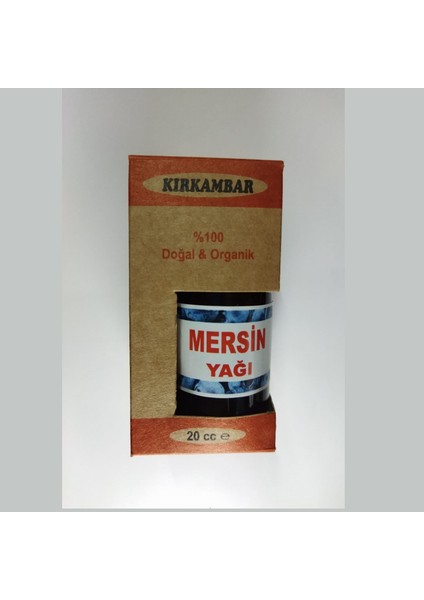 KIRKAMBAR
%100
Doğal & Organik
MERSİN
YAĞI
20 cc ℮